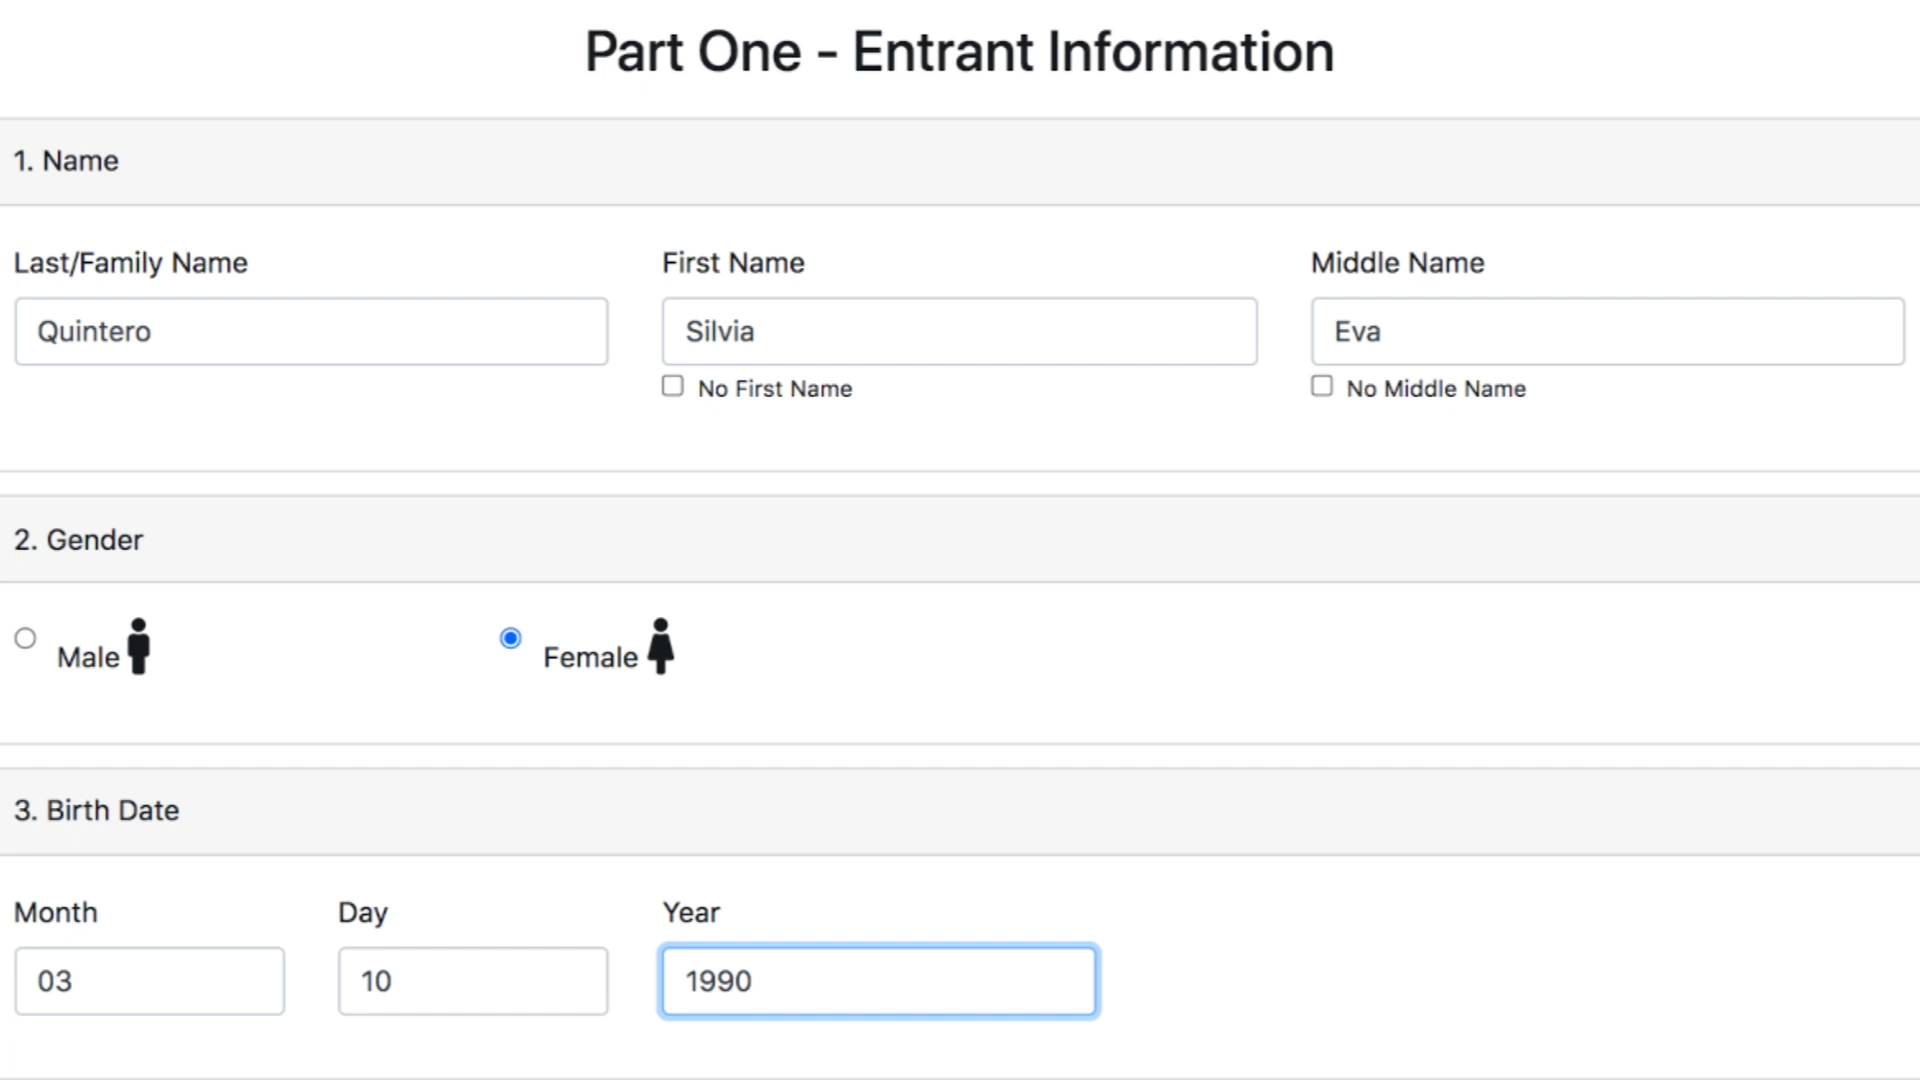 Part One - Entrant Information
1. Name
Last/Family Name First Name Middle Name
Quintero Silvia Eva
No First Name No Middle Name
2. Gender
Male Female
3. Birth Date
Month Day Year
03 10 1990